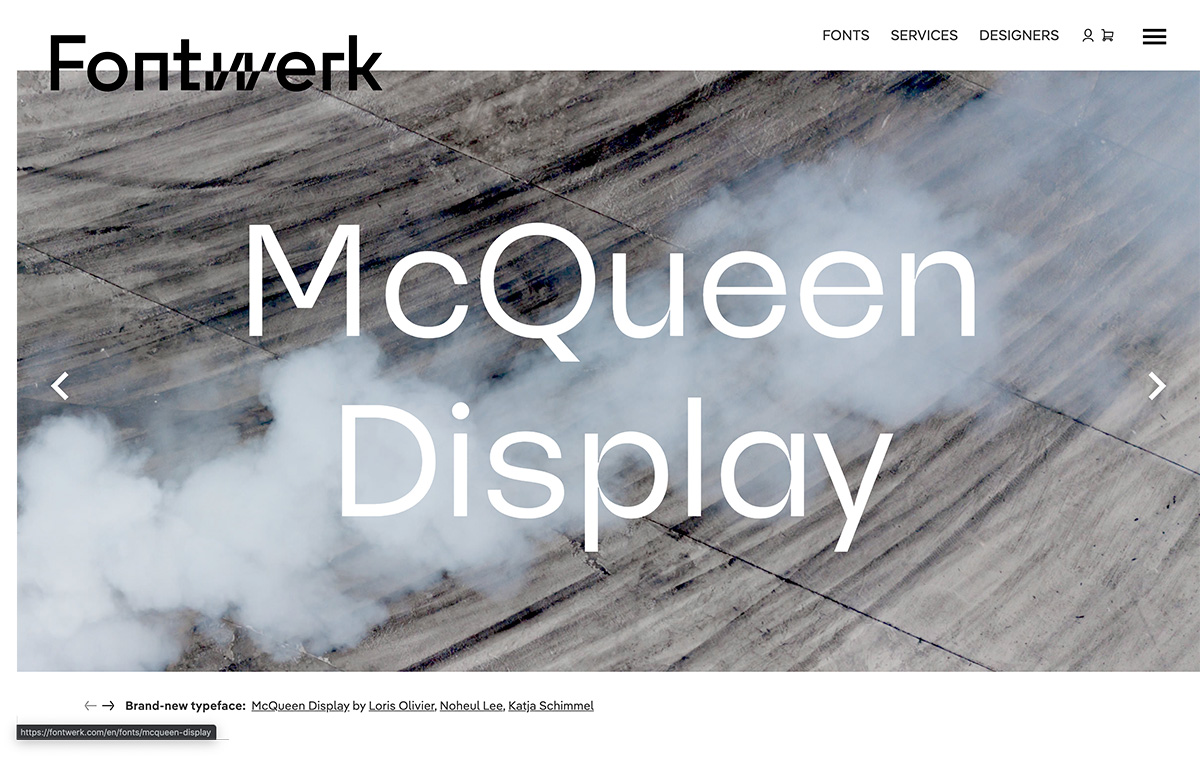 Fontwerk
FONTS SERVICES DESIGNERS
McQueen
Display
Brand-new typeface: McQueen Display by Loris Olivier, Noheul Lee, Katja Schimmel
https://fontwerk.com/en/fonts/mcqueen-display